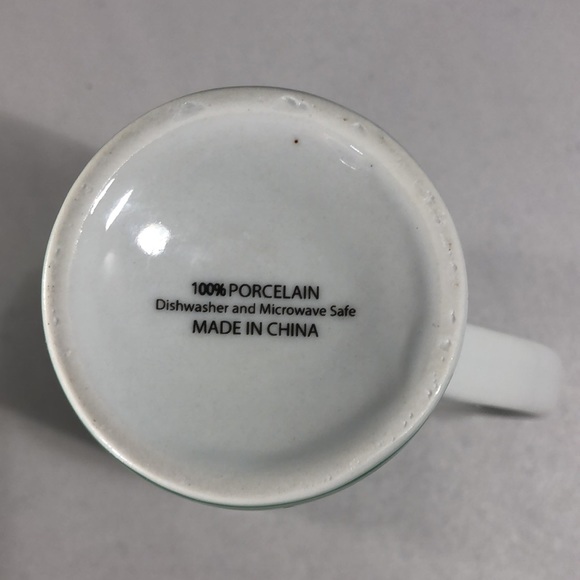 100% PORCELAIN
Dishwasher and Microwave Safe
MADE IN CHINA